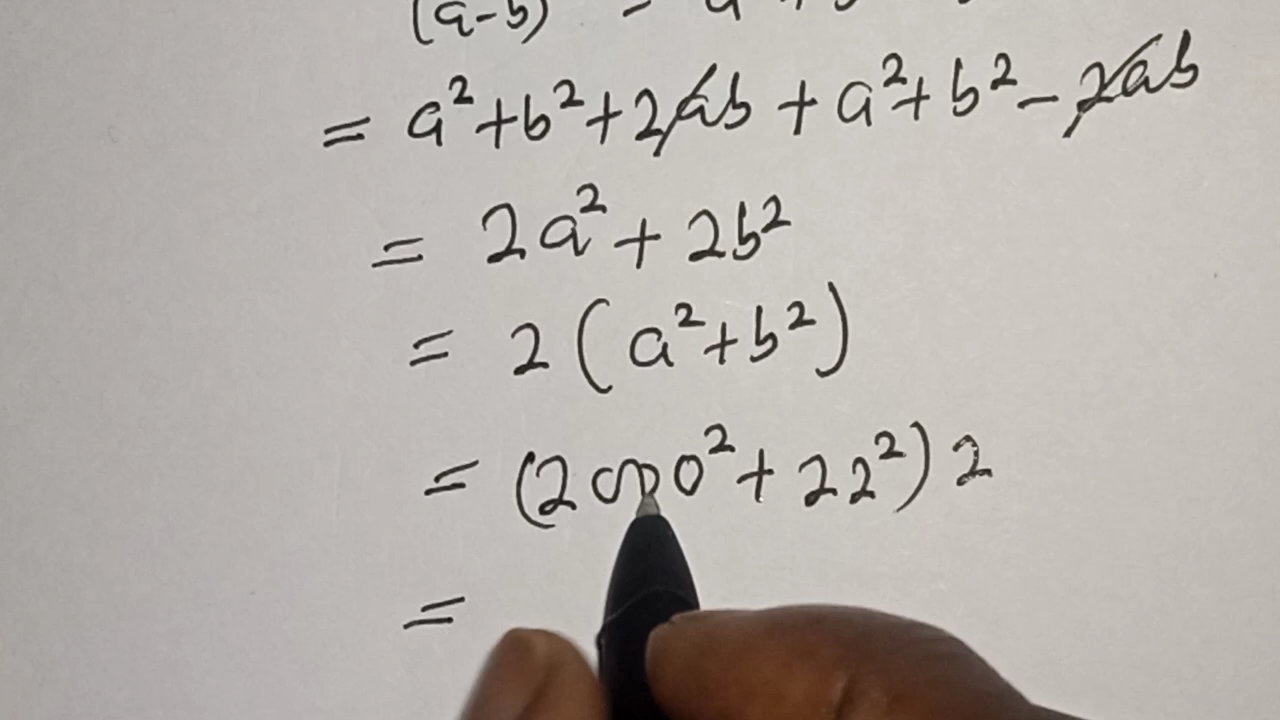 (a-b) = a + b
= a² + b² + 2ab + a² + b² - 2ab
= 2a² + 2b²
= 2(a² + b²)
= (2000² + 22²)2
=